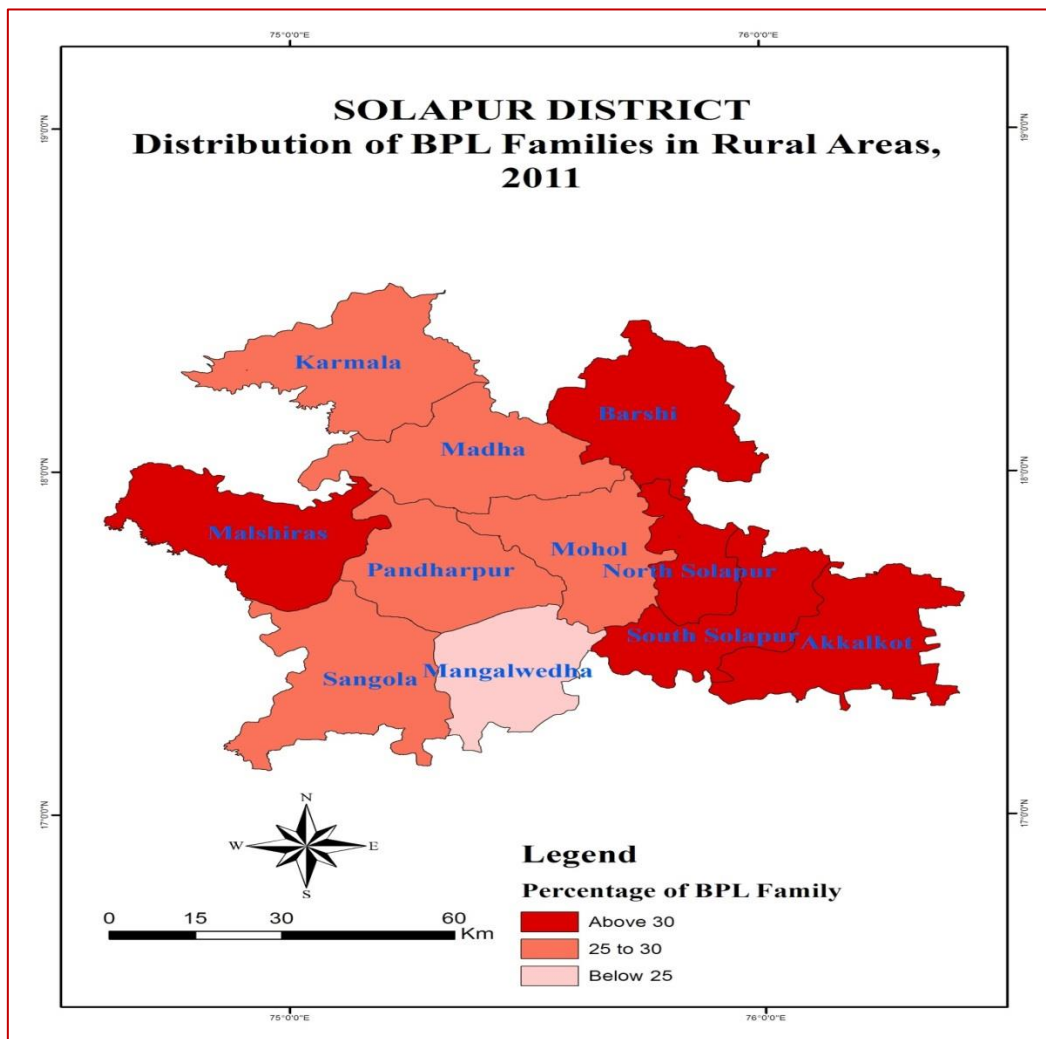 75°0'0"E 76°0'0"E
SOLAPUR DISTRICT
Distribution of BPL Families in Rural Areas,
2011
19°0'0"N 19°0'0"N
Karmala
Barshi
Madha
18°0'0"N 18°0'0"N
Malshiras
Mohol
Pandharpur
North Solapur
South Solapur
Akkalkot
Mangalwedha
Sangola
17°0'0"N 17°0'0"N
N
W E
S
Legend
Percentage of BPL Family
Above 30
25 to 30
Below 25
0 15 30 60
Km
75°0'0"E 76°0'0"E